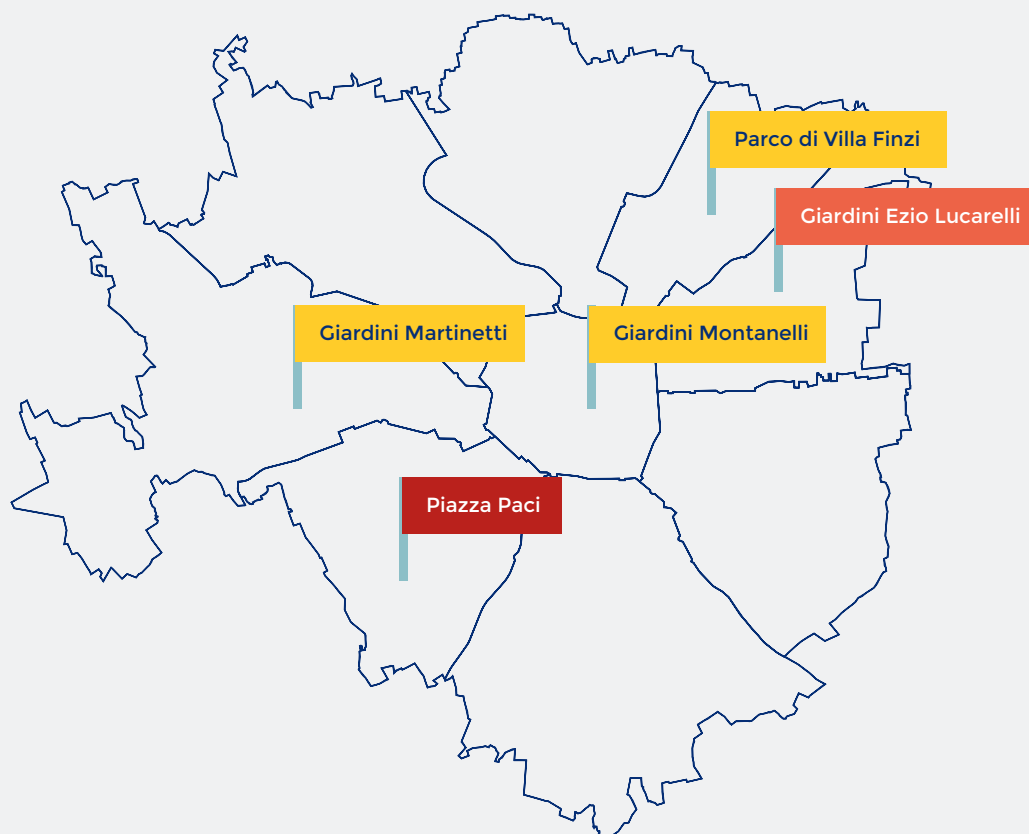 Parco di Villa Finzi
Giardini Ezio Lucarelli
Giardini Martinetti
Giardini Montanelli
Piazza Paci